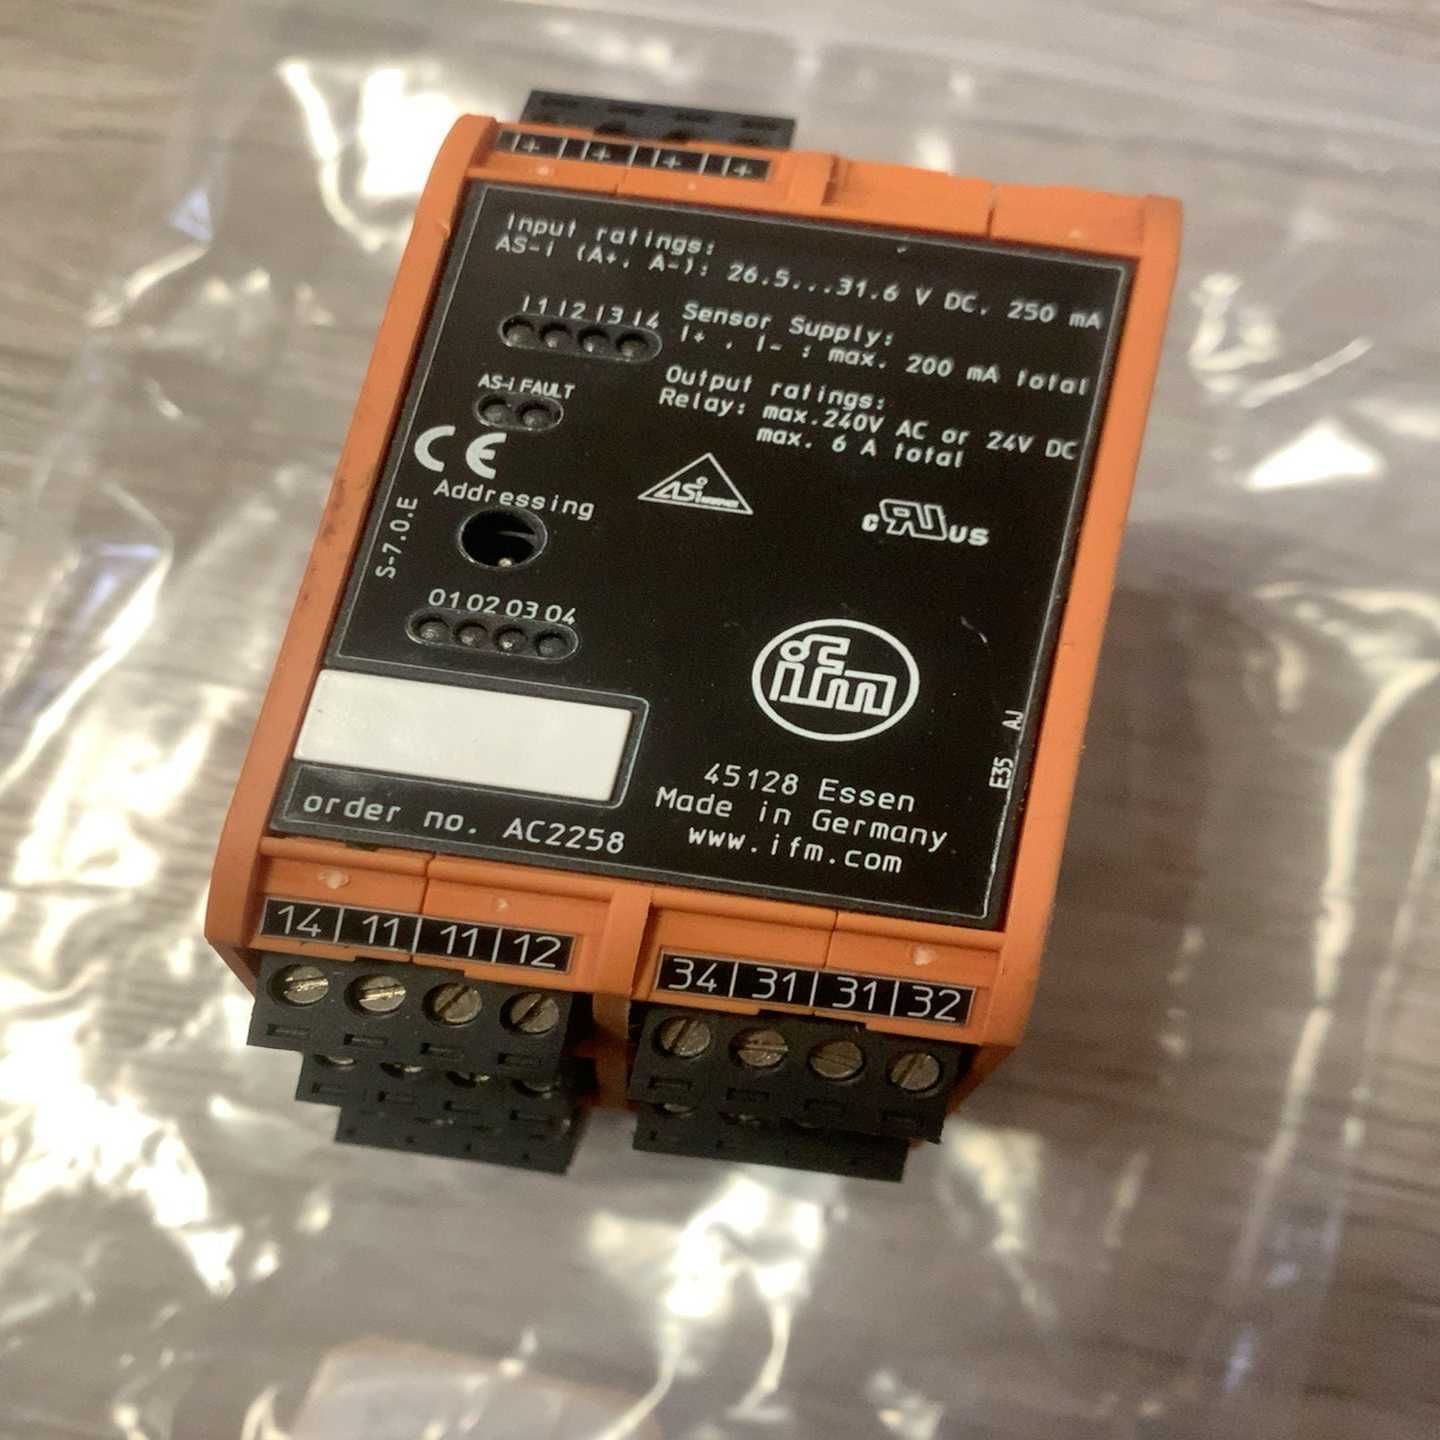 I+ I+ I+ I+
Input ratings:
AS-i (A+, A-): 26.5...31.6 V DC, 250 mA
I1 I2 I3 I4
Sensor Supply:
I+ , I- : max. 200 mA total
AS-i FAULT
Output ratings:
Relay: max.240V AC or 24V DC
max. 6 A total
CE
ASi
cRUus
Addressing
S-7.0.E
O1 O2 O3 O4
ifm
E35 AJ
45128 Essen
Made in Germany
www.ifm.com
order no. AC2258
14 11 11 12
34 31 31 32